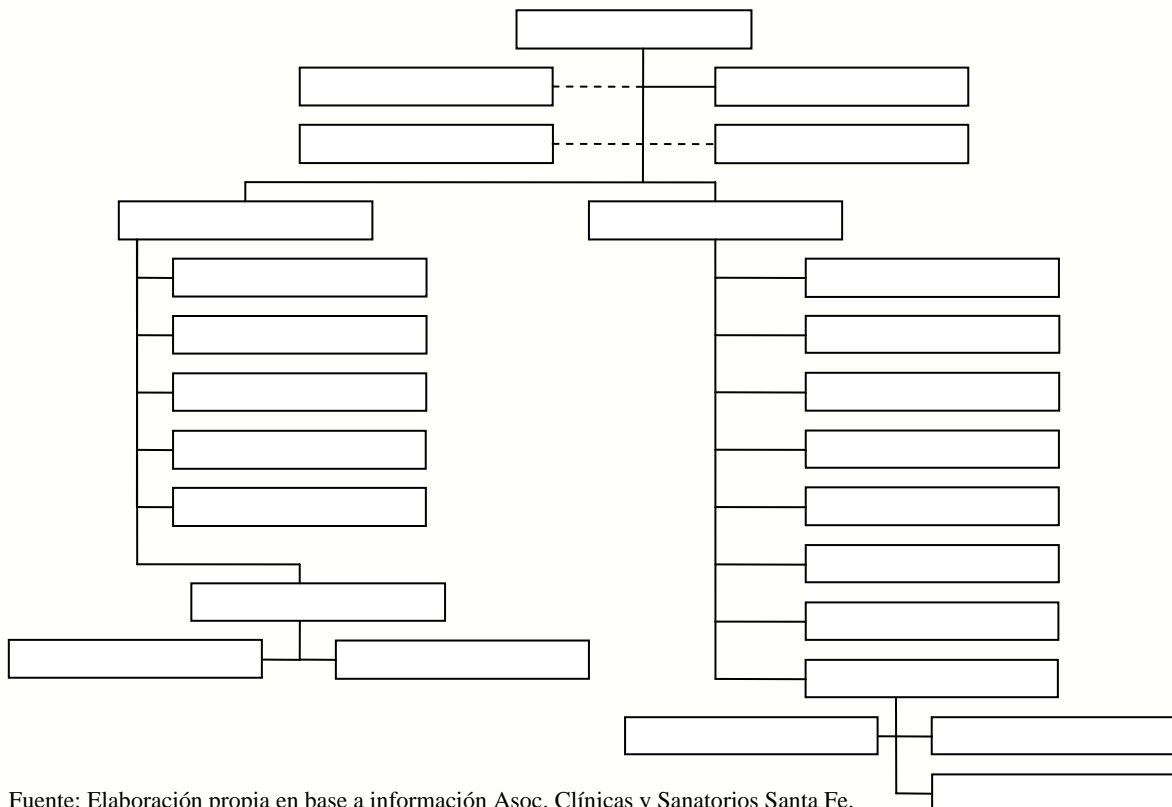 Fuente: Elaboración propia en base a información Asoc. Clínicas y Sanatorios Santa Fe.